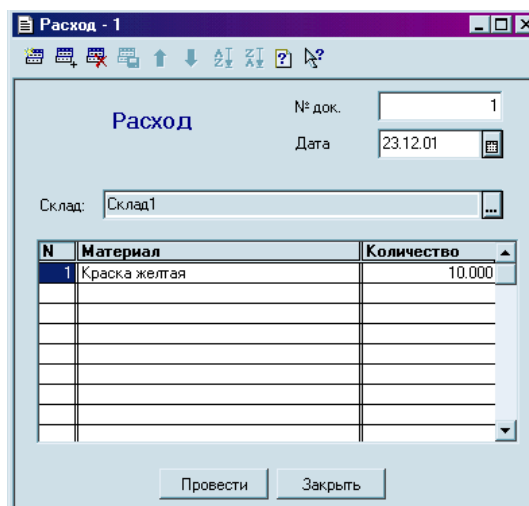 Расход - 1
Расход
№ док. 1
Дата 23.12.01
Склад: Склад1 ...
N Материал Количество
1 Краска желтая 10.000
Провести Закрыть